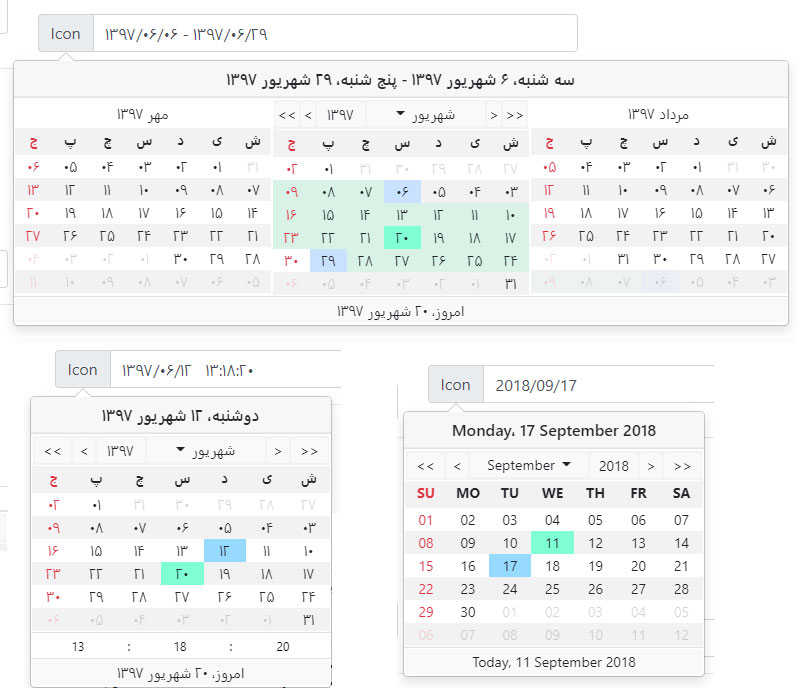 Icon ۱۳۹۷/۰۶/۰۶ - ۱۳۹۷/۰۶/۲۹
سه شنبه، ۶ شهریور ۱۳۹۷ - پنج شنبه، ۲۹ شهریور ۱۳۹۷
مرداد ۱۳۹۷
ش ی د س چ پ ج
۳۰ ۳۱ ۰۱ ۰۲ ۰۳ ۰۴ ۰۵
۰۶ ۰۷ ۰۸ ۰۹ ۱۰ ۱۱ ۱۲
۱۳ ۱۴ ۱۵ ۱۶ ۱۷ ۱۸ ۱۹
۲۰ ۲۱ ۲۲ ۲۳ ۲۴ ۲۵ ۲۶
۲۷ ۲۸ ۲۹ ۳۰ ۳۱ ۰۱ ۰۲
۰۳ ۰۴ ۰۵ ۰۶ ۰۷ ۰۸ ۰۹
<< < ۱۳۹۷ شهریور > >>
ش ی د س چ پ ج
۲۷ ۲۸ ۲۹ ۳۰ ۳۱ ۰۱ ۰۲
۰۳ ۰۴ ۰۵ ۰۶ ۰۷ ۰۸ ۰۹
۱۰ ۱۱ ۱۲ ۱۳ ۱۴ ۱۵ ۱۶
۱۷ ۱۸ ۱۹ ۲۰ ۲۱ ۲۲ ۲۳
۲۴ ۲۵ ۲۶ ۲۷ ۲۸ ۲۹ ۳۰
۳۱ ۰۱ ۰۲ ۰۳ ۰۴ ۰۵ ۰۶
مهر ۱۳۹۷
ش ی د س چ پ ج
۳۱ ۰۱ ۰۲ ۰۳ ۰۴ ۰۵ ۰۶
۰۷ ۰۸ ۰۹ ۱۰ ۱۱ ۱۲ ۱۳
۱۴ ۱۵ ۱۶ ۱۷ ۱۸ ۱۹ ۲۰
۲۱ ۲۲ ۲۳ ۲۴ ۲۵ ۲۶ ۲۷
۲۸ ۲۹ ۳۰ ۰۱ ۰۲ ۰۳ ۰۴
۰۵ ۰۶ ۰۷ ۰۸ ۰۹ ۱۰ ۱۱
امروز، ۲۰ شهریور ۱۳۹۷
Icon ۱۳۹۷/۰۶/۱۲ ۱۳:۱۸:۲۰
دوشنبه، ۱۲ شهریور ۱۳۹۷
<< < ۱۳۹۷ شهریور > >>
ش ی د س چ پ ج
۲۷ ۲۸ ۲۹ ۳۰ ۳۱ ۰۱ ۰۲
۰۳ ۰۴ ۰۵ ۰۶ ۰۷ ۰۸ ۰۹
۱۰ ۱۱ ۱۲ ۱۳ ۱۴ ۱۵ ۱۶
۱۷ ۱۸ ۱۹ ۲۰ ۲۱ ۲۲ ۲۳
۲۴ ۲۵ ۲۶ ۲۷ ۲۸ ۲۹ ۳۰
۳۱ ۰۱ ۰۲ ۰۳ ۰۴ ۰۵ ۰۶
13 : 18 : 20
امروز، ۲۰ شهریور ۱۳۹۷
Icon 2018/09/17
Monday، 17 September 2018
<< < September 2018 > >>
SU MO TU WE TH FR SA
01 02 03 04 05 06 07
08 09 10 11 12 13 14
15 16 17 18 19 20 21
22 23 24 25 26 27 28
29 30 01 02 03 04 05
06 07 08 09 10 11 12
Today, 11 September 2018